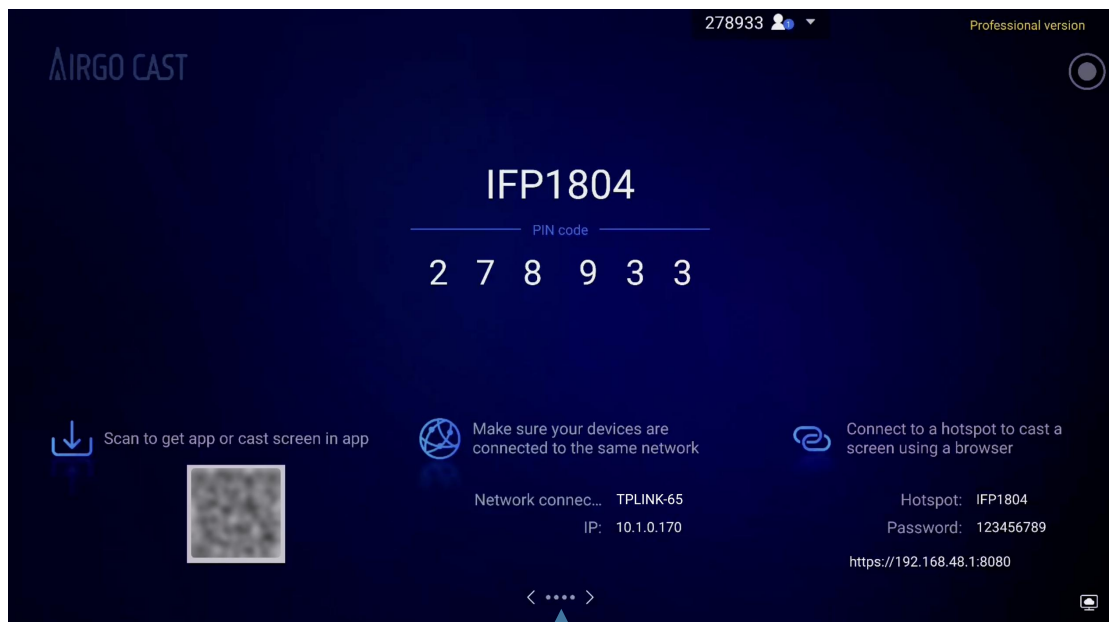 278933 1
Professional version
AIRGO CAST
IFP1804
PIN code
2 7 8 9 3 3
Scan to get app or cast screen in app
Make sure your devices are
connected to the same network
Network connec... TPLINK-65
IP: 10.1.0.170
Connect to a hotspot to cast a
screen using a browser
Hotspot: IFP1804
Password: 123456789
https://192.168.48.1:8080